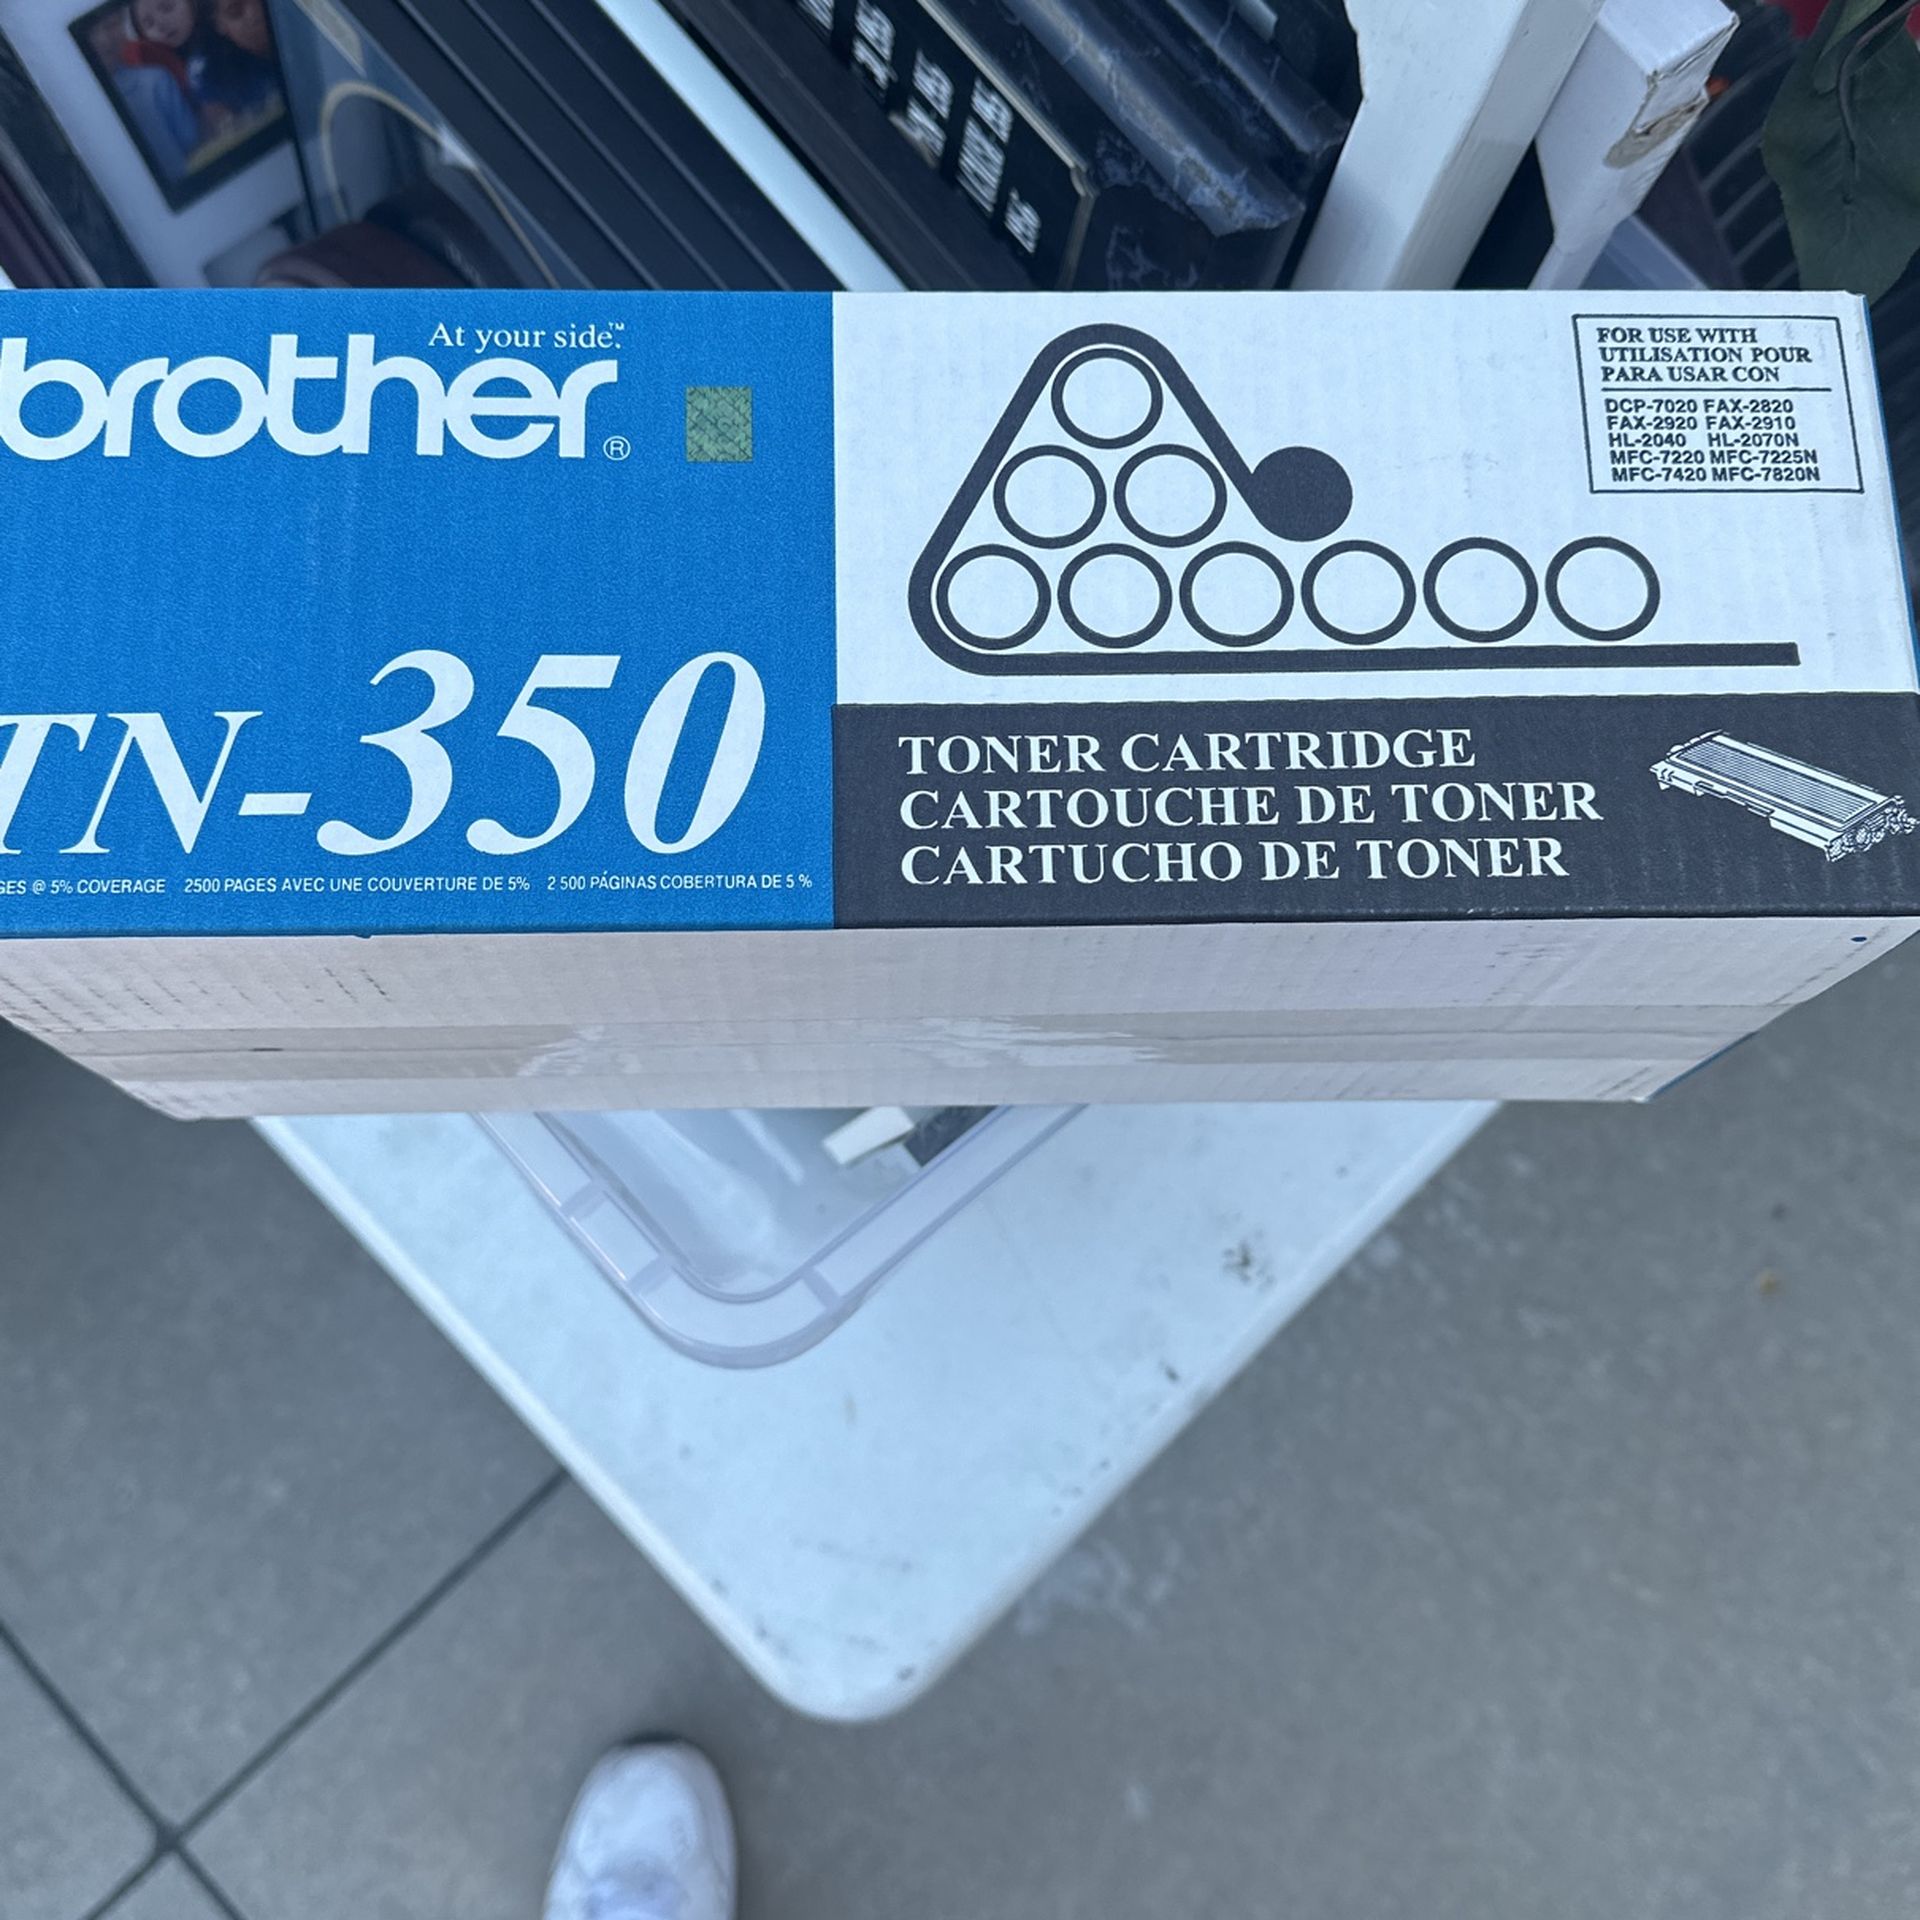 At your side.™
brother®
TN-350
@ 5% COVERAGE 2500 PAGES AVEC UNE COUVERTURE DE 5% 2 500 PÁGINAS COBERTURA DE 5 %
FOR USE WITH
UTILISATION POUR
PARA USAR CON
DCP-7020 FAX-2820
FAX-2920 FAX-2910
HL-2040 HL-2070N
MFC-7220 MFC-7225N
MFC-7420 MFC-7820N
TONER CARTRIDGE
CARTOUCHE DE TONER
CARTUCHO DE TONER